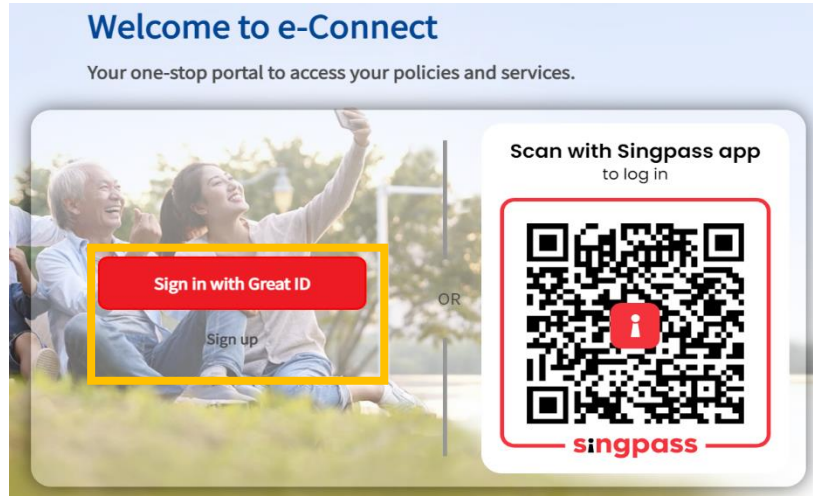 Welcome to e-Connect
Your one-stop portal to access your policies and services.
Sign in with Great ID
Sign up
OR
Scan with Singpass app
to log in
singpass